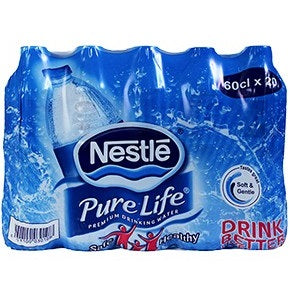 60cl x 20
Nestlé
Pure Life®
PREMIUM DRINKING WATER
Safe Healthy
Soft &
Gentle
DRINK
BETTER